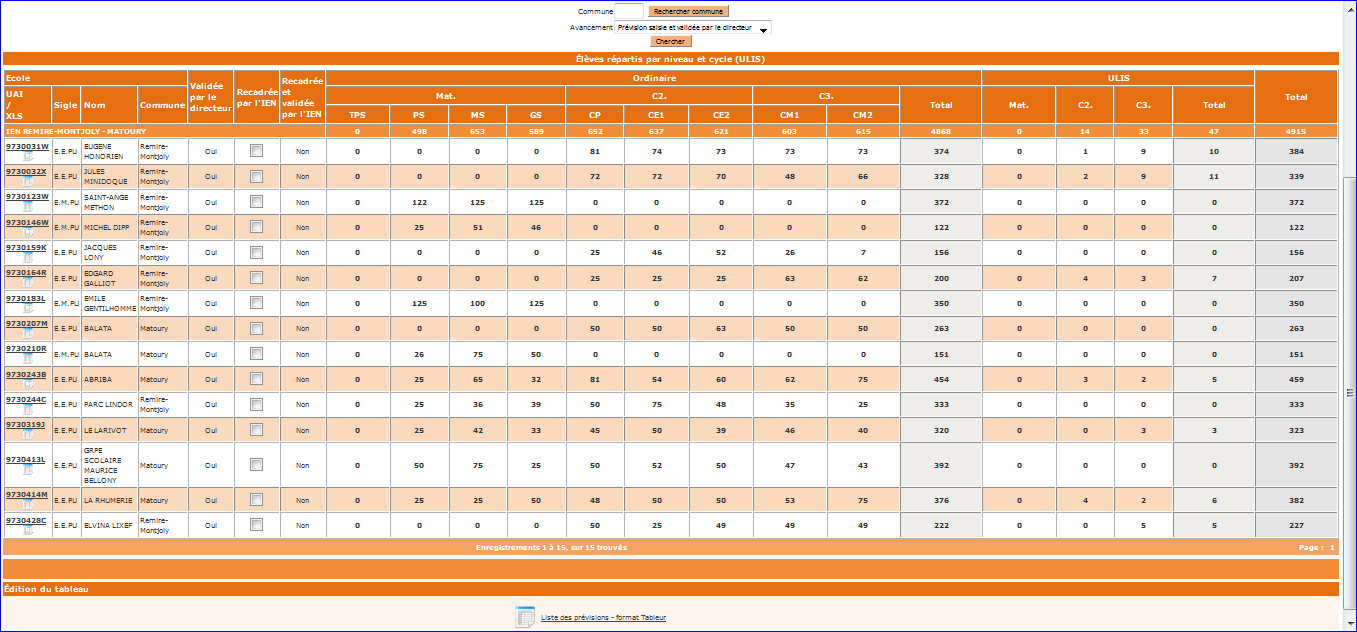 Commune Rechercher commune
Avancement Prévision saisie et validée par le directeur
Chercher
Élèves répartis par niveau et cycle (ULIS)
Ecole Validée par le directeur Recadrée par l'IEN Recadrée et validée par l'IEN Ordinaire ULIS Total
UAI / XLS Sigle Nom Commune Mat. C2. C3. Total Mat. C2. C3. Total
TPS PS MS GS CP CE1 CE2 CM1 CM2
IEN REMIRE-MONTJOLY - MATOURY 0 498 653 589 652 637 621 603 615 4868 0 14 33 47 4915
9730031W E.E.PU EUGENE HONORIEN Remire-Montjoly Oui Non 0 0 0 0 81 74 73 73 73 374 0 1 9 10 384
9730032X E.E.PU JULES MINIDOQUE Remire-Montjoly Oui Non 0 0 0 0 72 72 70 48 66 328 0 2 9 11 339
9730123W E.M.PU SAINT-ANGE METHON Remire-Montjoly Oui Non 0 122 125 125 0 0 0 0 0 372 0 0 0 0 372
9730146W E.M.PU MICHEL DIPP Remire-Montjoly Oui Non 0 25 51 46 0 0 0 0 0 122 0 0 0 0 122
9730159K E.E.PU JACQUES LONY Remire-Montjoly Oui Non 0 0 0 0 25 46 52 26 7 156 0 0 0 0 156
9730164R E.E.PU EDGARD GALLIOT Remire-Montjoly Oui Non 0 0 0 0 25 25 25 63 62 200 0 4 3 7 207
9730183L E.M.PU EMILE GENTILHOMME Remire-Montjoly Oui Non 0 125 100 125 0 0 0 0 0 350 0 0 0 0 350
9730207M E.E.PU BALATA Matoury Oui Non 0 0 0 0 50 50 63 50 50 263 0 0 0 0 263
9730210R E.M.PU BALATA Matoury Oui Non 0 26 75 50 0 0 0 0 0 151 0 0 0 0 151
9730243B E.E.PU ABRIBA Matoury Oui Non 0 25 65 32 81 54 60 62 75 454 0 3 2 5 459
9730244C E.E.PU PARC LINDOR Remire-Montjoly Oui Non 0 25 36 39 50 75 48 35 25 333 0 0 0 0 333
9730319J E.E.PU LE LARIVOT Matoury Oui Non 0 25 42 33 45 50 39 46 40 320 0 0 3 3 323
9730413L E.E.PU GRPE SCOLAIRE MAURICE BELLONY Matoury Oui Non 0 50 75 25 50 52 50 47 43 392 0 0 0 0 392
9730414M E.E.PU LA RHUMERIE Matoury Oui Non 0 25 25 50 48 50 50 53 75 376 0 4 2 6 382
9730428C E.E.PU ELVINA LIXEF Remire-Montjoly Oui Non 0 0 0 0 50 25 49 49 49 222 0 0 5 5 227
Enregistrements 1 à 15, sur 15 trouvés Page : 1
Édition du tableau
Liste des prévisions - format Tableur